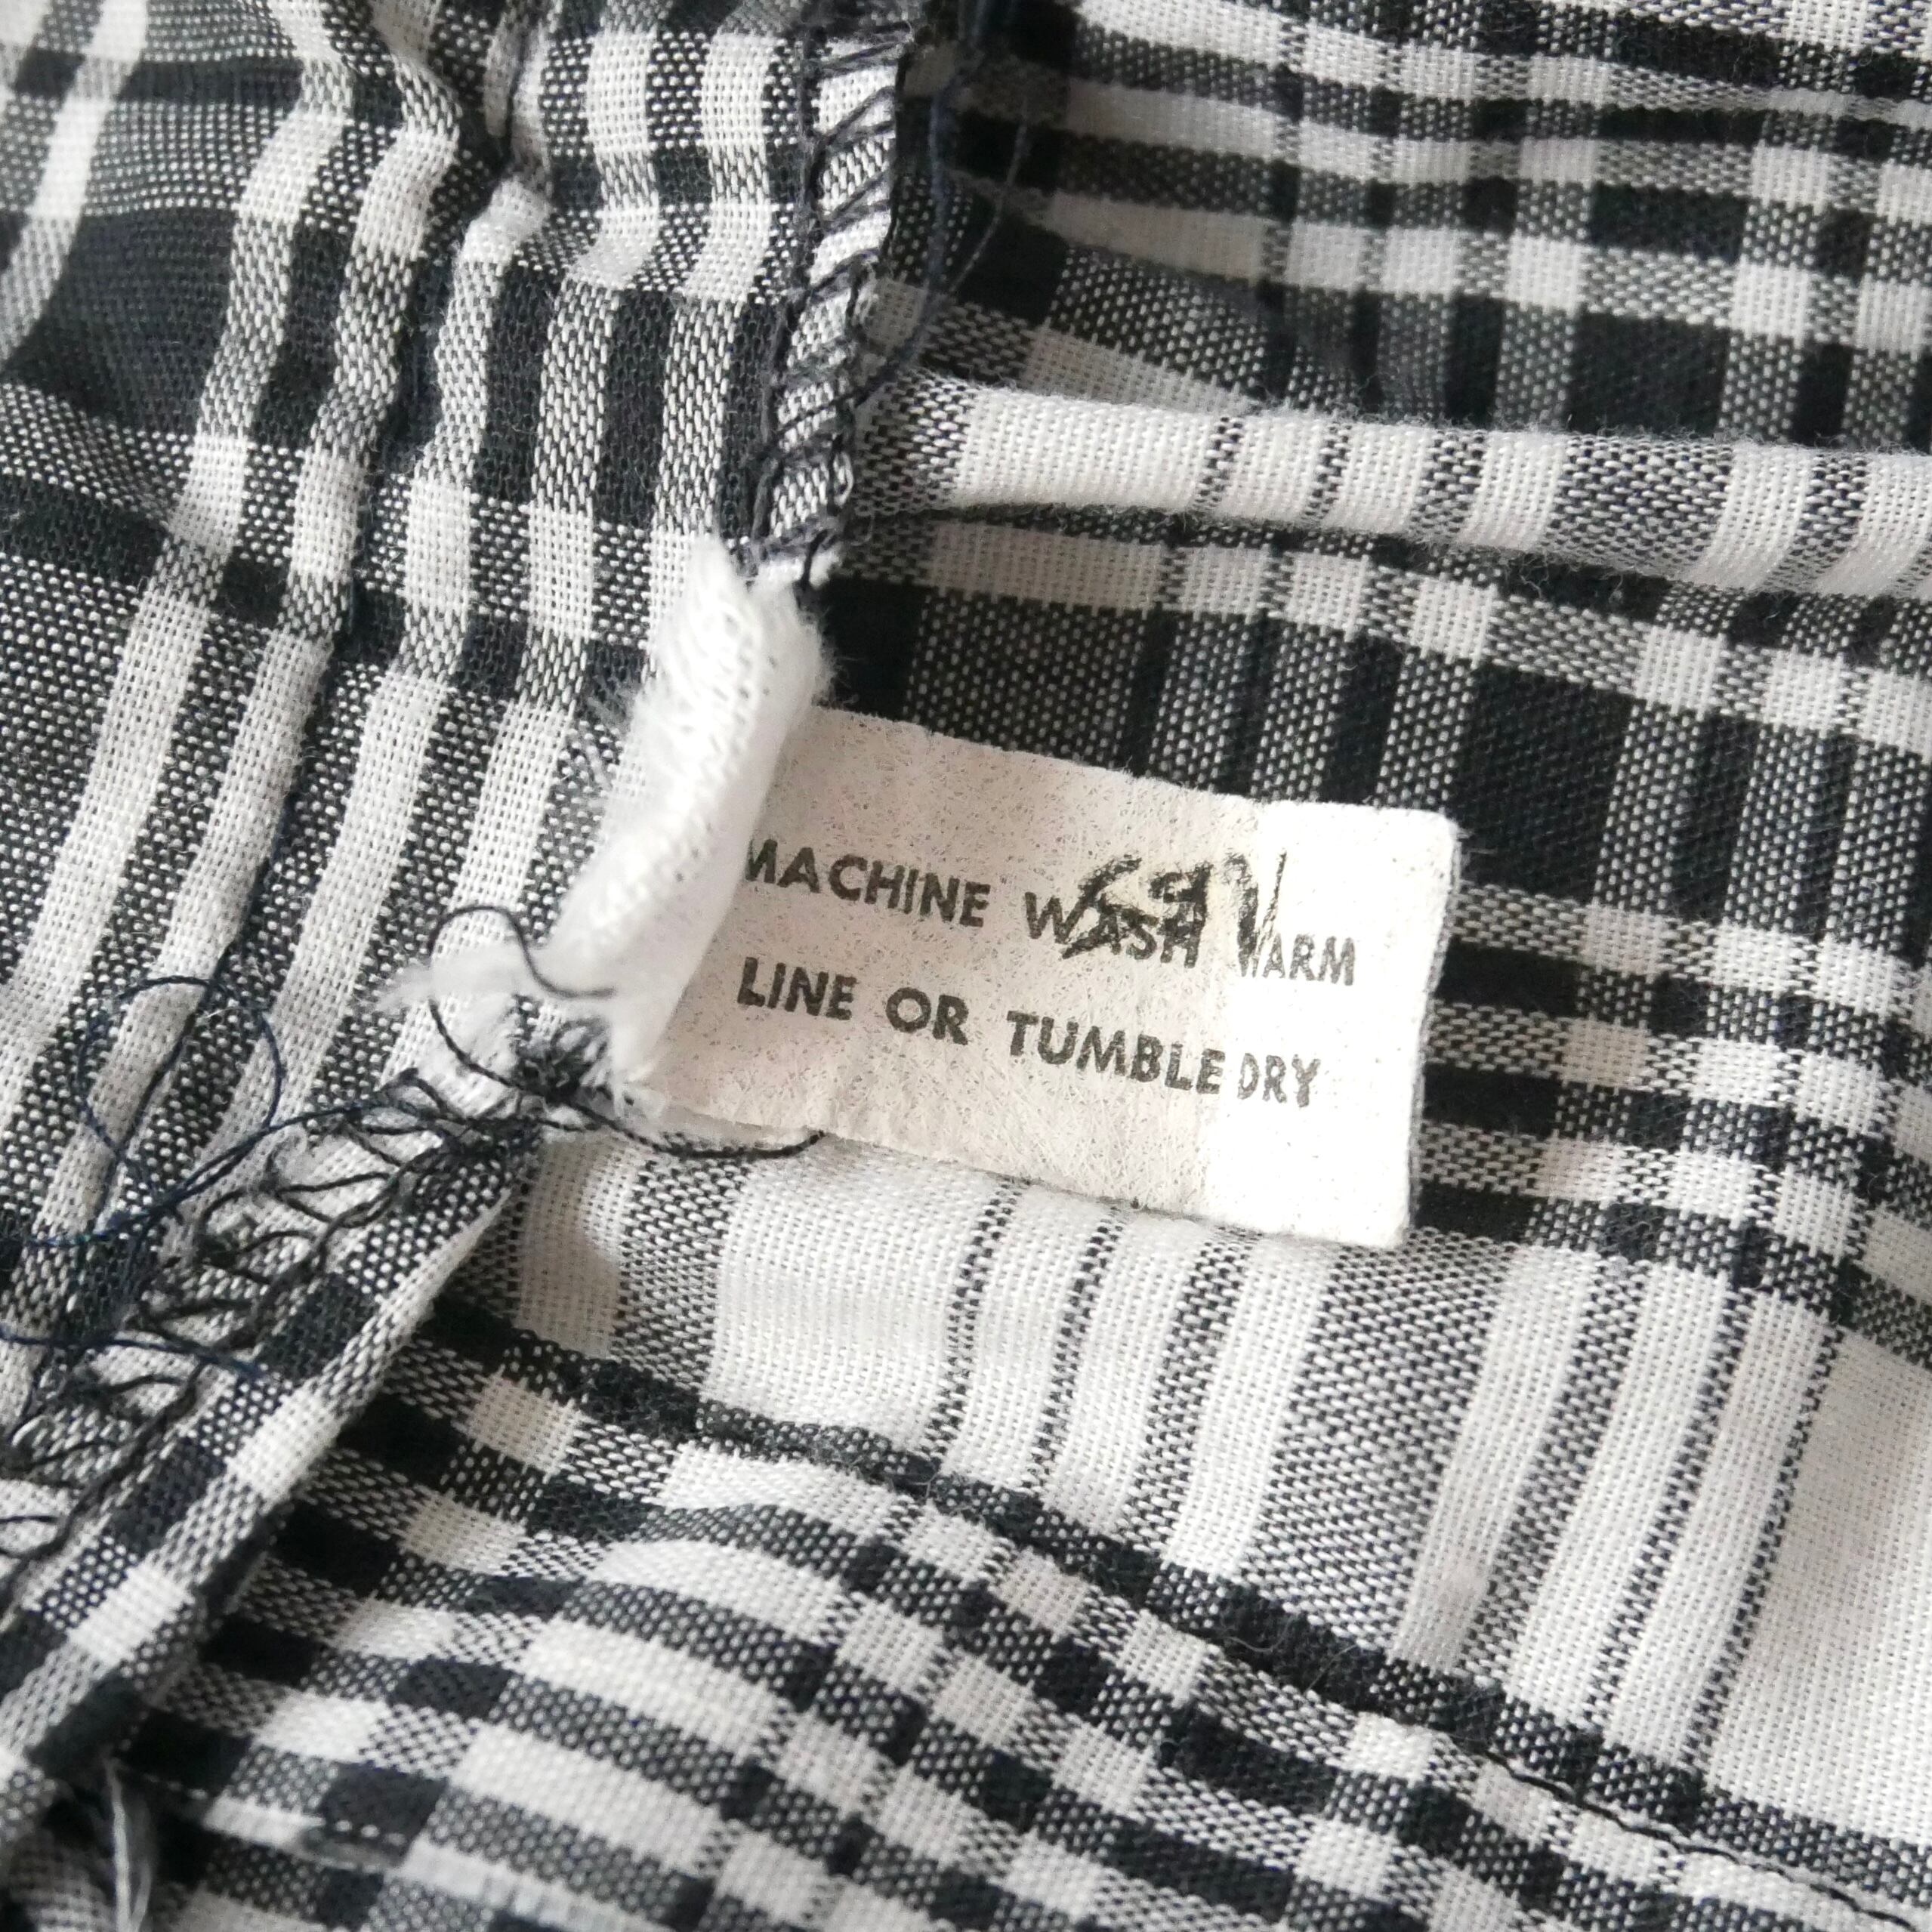 MACHINE WASH WARM
LINE OR TUMBLE DRY